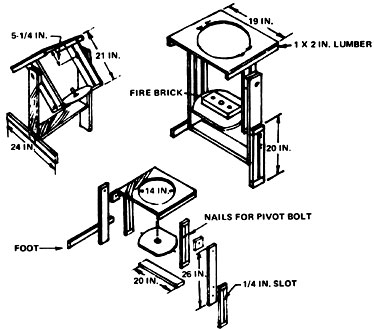 5-1/4 IN.
21 IN.
24 IN.
19 IN.
1 X 2 IN. LUMBER
FIRE BRICK
20 IN.
14 IN.
NAILS FOR PIVOT BOLT
FOOT
20 IN.
26 IN.
1/4 IN. SLOT